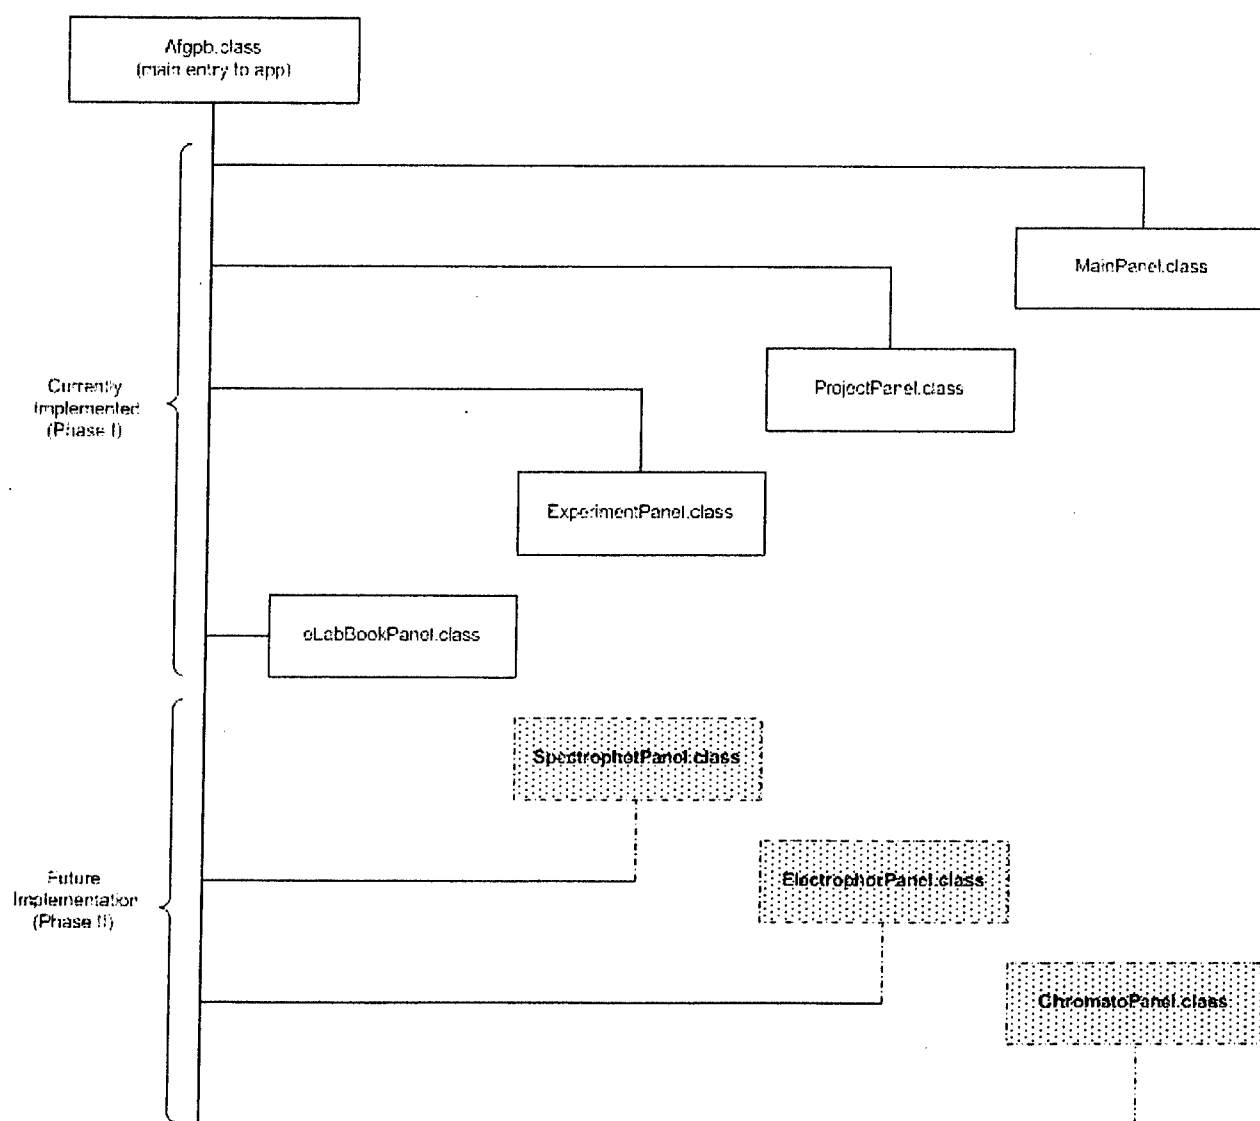 Afgpb.class
(main entry to app)
MainPanel.class
ProjectPanel.class
Currently
Implemented
(Phase I)
ExperimentPanel.class
eLabBookPanel.class
SpectrophotPanel.class
ElectrophorPanel.class
Future
Implementation
(Phase II)
ChromatoPanel.class